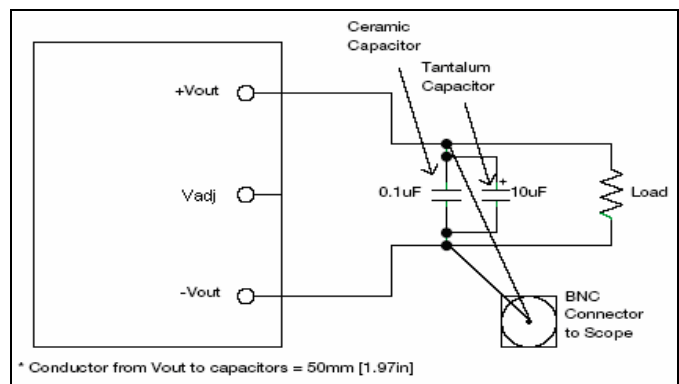 Ceramic
Capacitor
Tantalum
Capacitor
+Vout
Vadj
0.1uF
+
10uF
Load
-Vout
BNC
Connector
to Scope
* Conductor from Vout to capacitors = 50mm [1.97in]